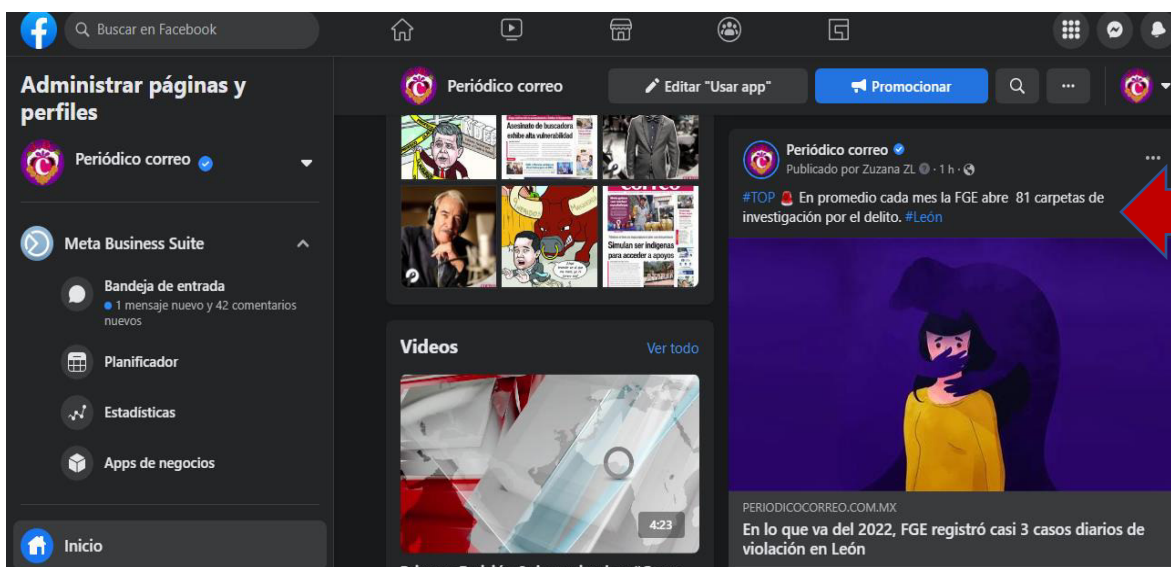 Buscar en Facebook
Administrar páginas y
perfiles
Periódico correo
Meta Business Suite
Bandeja de entrada
1 mensaje nuevo y 42 comentarios
nuevos
Planificador
Estadísticas
Apps de negocios
Inicio
Periódico correo
Editar "Usar app"
Promocionar
Asesinato de buscadora
exhibe alta vulnerabilidad
correo
Simulan ser indígenas
para acceder a apoyos
Videos
Ver todo
4:23
Periódico correo
Publicado por Zuzana ZL · 1 h ·
#TOP 🚨 En promedio cada mes la FGE abre 81 carpetas de
investigación por el delito. #León
PERIODICOCORREO.COM.MX
En lo que va del 2022, FGE registró casi 3 casos diarios de
violación en León